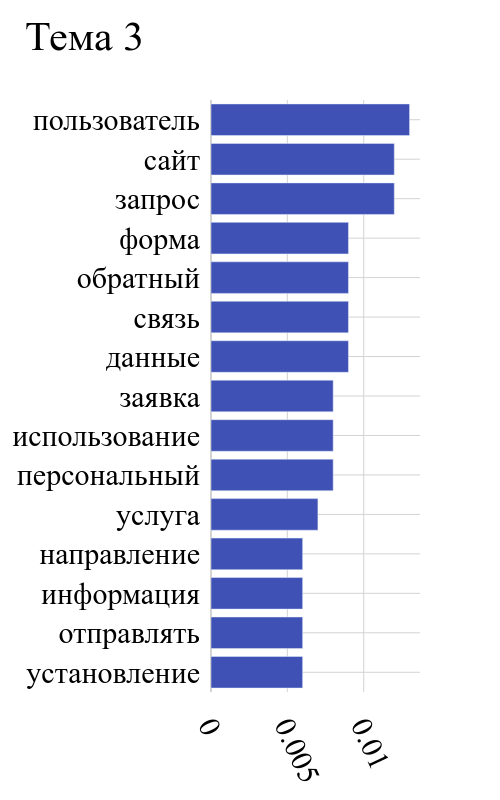 Тема 3
пользователь
сайт
запрос
форма
обратный
связь
данные
заявка
использование
персональный
услуга
направление
информация
отправлять
установление
0
0.005
0.01